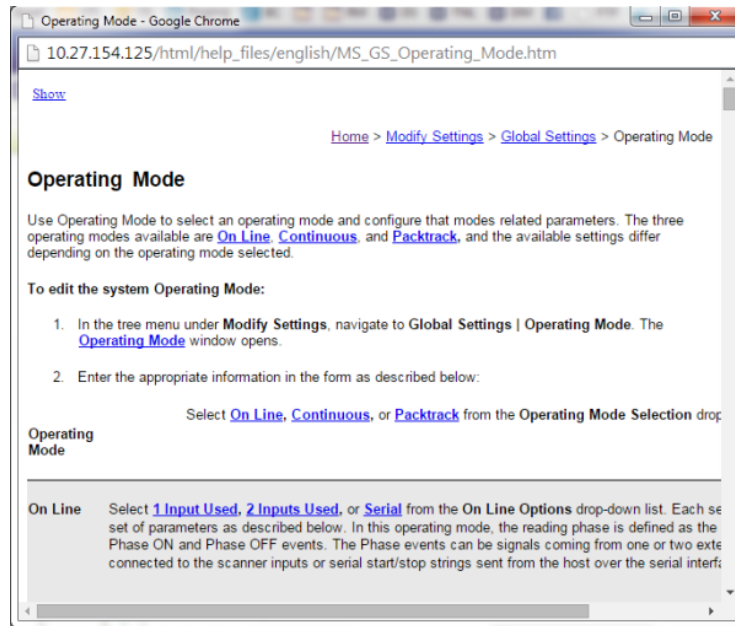 Operating Mode - Google Chrome
10.27.154.125/html/help_files/english/MS_GS_Operating_Mode.htm
Show
Home > Modify Settings > Global Settings > Operating Mode
Operating Mode
Use Operating Mode to select an operating mode and configure that modes related parameters. The three
operating modes available are On Line, Continuous, and Packtrack, and the available settings differ
depending on the operating mode selected.
To edit the system Operating Mode:
1. In the tree menu under Modify Settings, navigate to Global Settings | Operating Mode. The
Operating Mode window opens.
2. Enter the appropriate information in the form as described below:
Select On Line, Continuous, or Packtrack from the Operating Mode Selection drop
Operating
Mode
On Line Select 1 Input Used, 2 Inputs Used, or Serial from the On Line Options drop-down list. Each se
set of parameters as described below. In this operating mode, the reading phase is defined as the
Phase ON and Phase OFF events. The Phase events can be signals coming from one or two exte
connected to the scanner inputs or serial start/stop strings sent from the host over the serial interfa